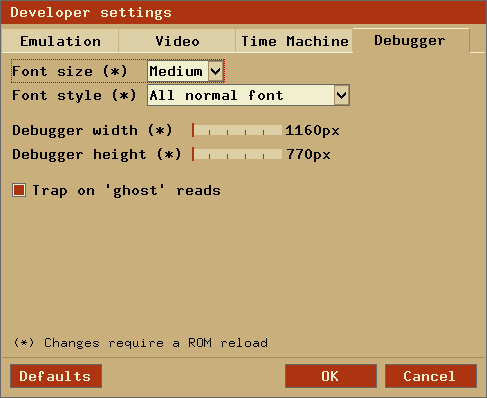 Developer settings
Emulation Video Time Machine Debugger
Font size (*) Medium
Font style (*) All normal font
Debugger width (*) 1160px
Debugger height (*) 770px
Trap on 'ghost' reads
(*) Changes require a ROM reload
Defaults OK Cancel